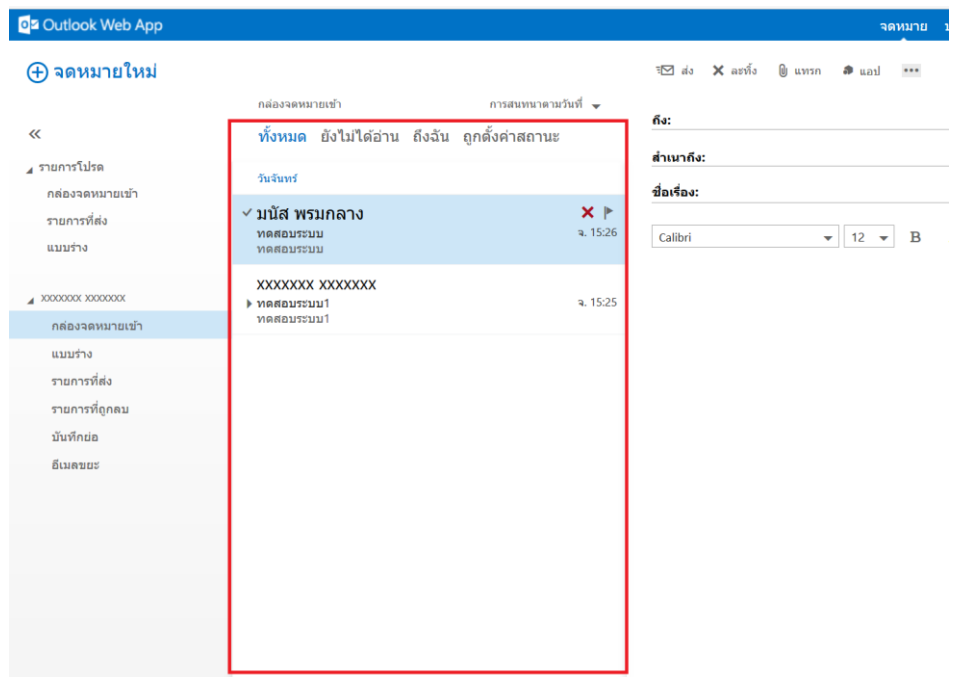 Outlook Web App
จดหมาย
จดหมายใหม่
ส่ง ละทิ้ง แทรก แอป •••
กล่องจดหมายเข้า การสนทนาตามวันที่
ทั้งหมด ยังไม่ได้อ่าน ถึงฉัน ถูกตั้งค่าสถานะ
วันจันทร์
มนัส พรมกลาง
ทดสอบระบบ จ. 15:26
ทดสอบระบบ
XXXXXXX XXXXXXX
ทดสอบระบบ1 จ. 15:25
ทดสอบระบบ1
รายการโปรด
กล่องจดหมายเข้า
รายการที่ส่ง
แบบร่าง
XXXXXXX XXXXXXX
กล่องจดหมายเข้า
แบบร่าง
รายการที่ส่ง
รายการที่ถูกลบ
บันทึกย่อ
อีเมลขยะ
ถึง:
สำเนาถึง:
ชื่อเรื่อง:
Calibri 12 B